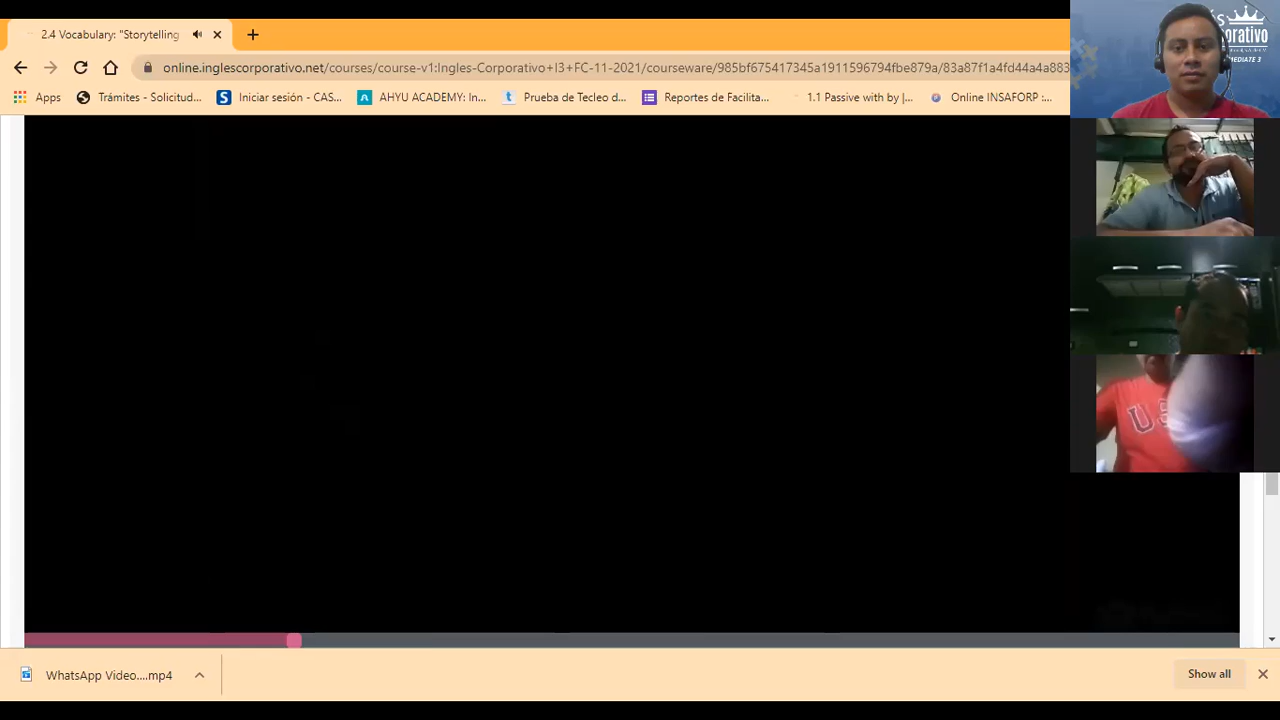 2.4 Vocabulary: "Storytelling
online.inglescorporativo.net/courses/course-v1:Ingles-Corporativo+I3+FC-11-2021/courseware/985bf675417345a1911596794fbe879a/83a87f1a4fd44a4a883
Apps Trámites - Solicitud... Iniciar sesión - CAS... AHYU ACADEMY: In... Prueba de Tecleo d... Reportes de Facilita... 1.1 Passive with by |... Online INSAFORP :...
WhatsApp Video....mp4
Show all